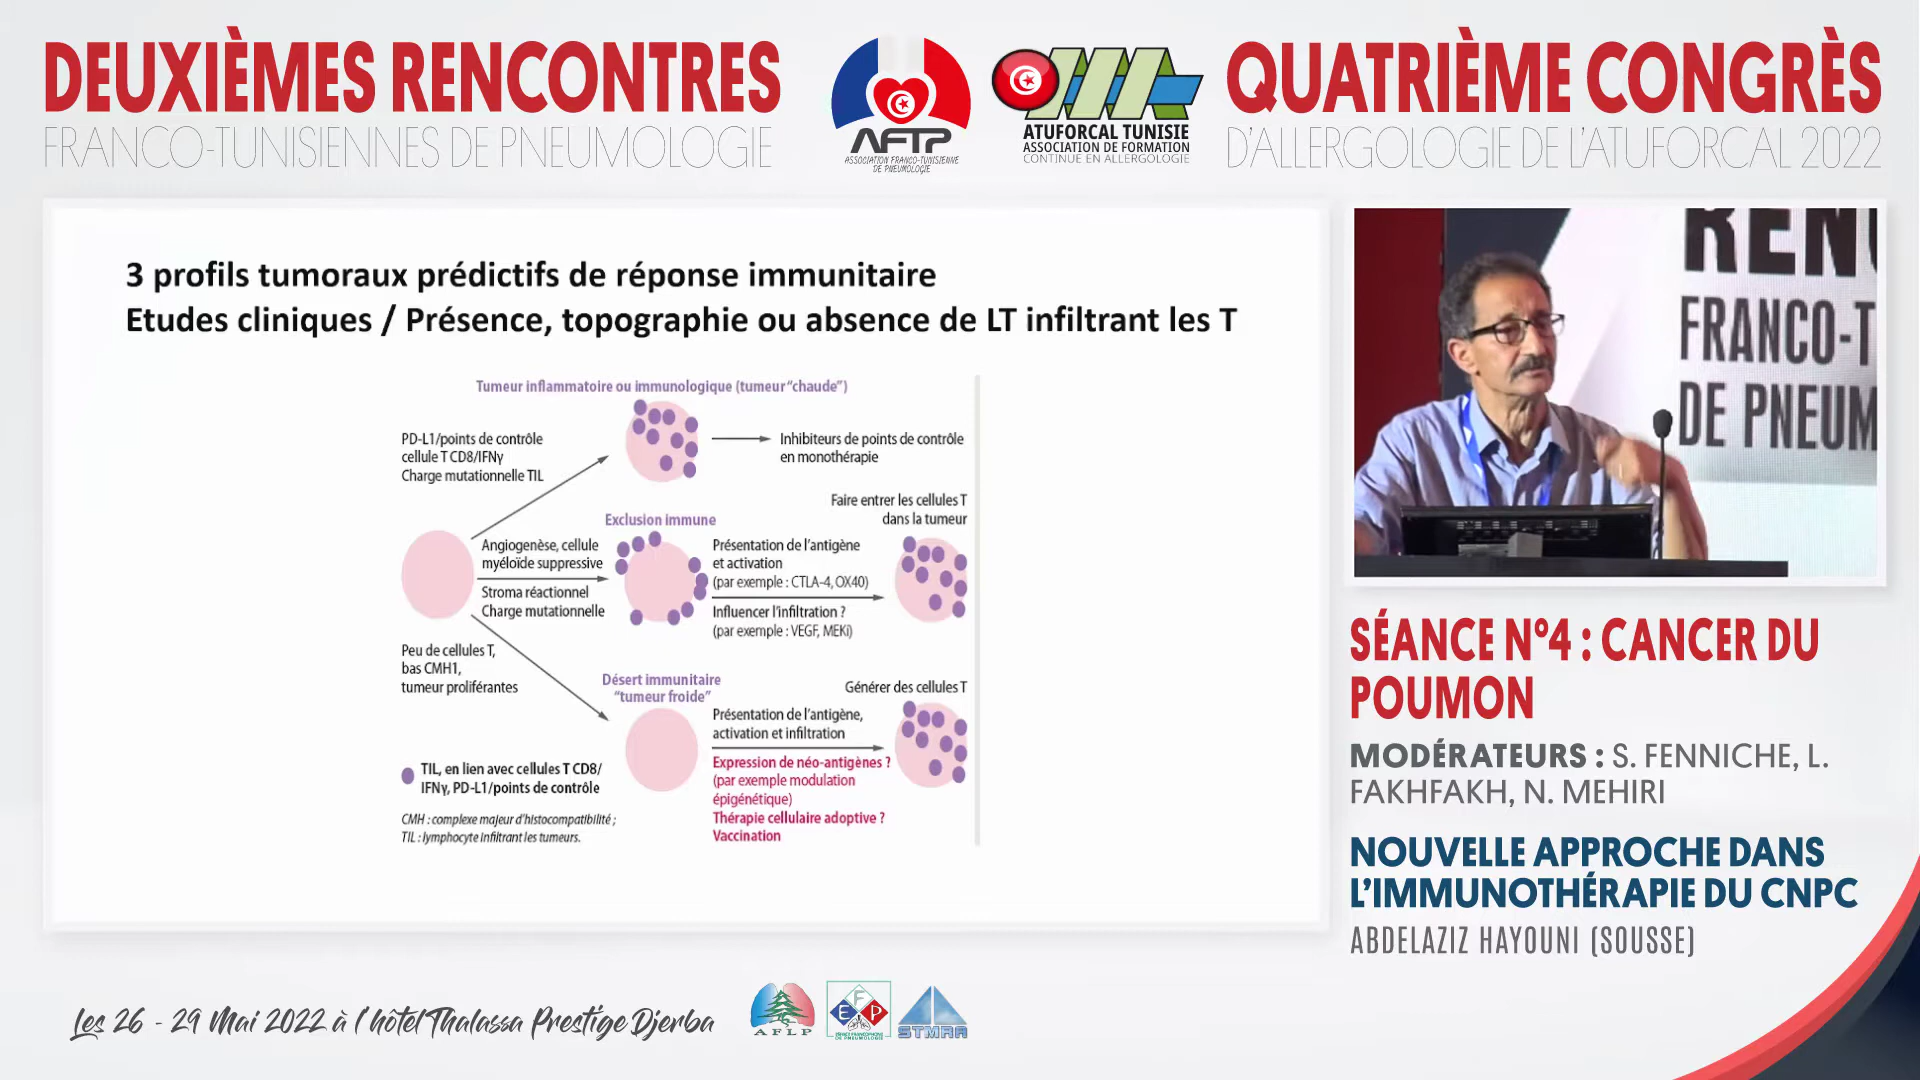 DEUXIÈMES RENCONTRES
FRANCO-TUNISIENNES DE PNEUMOLOGIE
AFTP
ASSOCIATION FRANCO-TUNISIENNE
DE PNEUMOLOGIE
ATUFORCAL TUNISIE
ASSOCIATION DE FORMATION
CONTINUE EN ALLERGOLOGIE
QUATRIÈME CONGRÈS
D'ALLERGOLOGIE DE L'ATUFORCAL 2022
3 profils tumoraux prédictifs de réponse immunitaire
Etudes cliniques / Présence, topographie ou absence de LT infiltrant les T
Tumeur inflammatoire ou immunologique (tumeur "chaude")
PD-L1/points de contrôle
cellule T CD8/IFNγ
Charge mutationnelle TIL
Inhibiteurs de points de contrôle
en monothérapie
Faire entrer les cellules T
dans la tumeur
Exclusion immune
Angiogenèse, cellule
myéloïde suppressive
Stroma réactionnel
Charge mutationnelle
Présentation de l'antigène
et activation
(par exemple : CTLA-4, OX40)
Influencer l'infiltration ?
(par exemple : VEGF, MEKi)
Peu de cellules T,
bas CMH1,
tumeur proliférantes
Désert immunitaire
"tumeur froide"
Générer des cellules T
Présentation de l'antigène,
activation et infiltration
Expression de néo-antigènes ?
(par exemple modulation
épigénétique)
Thérapie cellulaire adoptive ?
Vaccination
TIL, en lien avec cellules T CD8/
IFNγ, PD-L1/points de contrôle
CMH : complexe majeur d'histocompatibilité ;
TIL : lymphocyte infiltrant les tumeurs.
REN
FRANCO-T
DE PNEUM
SÉANCE N°4 : CANCER DU
POUMON
MODÉRATEURS : S. FENNICHE, L.
FAKHFAKH, N. MEHIRI
NOUVELLE APPROCHE DANS
L'IMMUNOTHÉRAPIE DU CNPC
ABDELAZIZ HAYOUNI (SOUSSE)
Les 26 - 29 Mai 2022 à l'hôtel Thalassa Prestige Djerba
AFLP
EFP
ESPACE FRANCOPHONE
DE PNEUMOLOGIE
STMRA